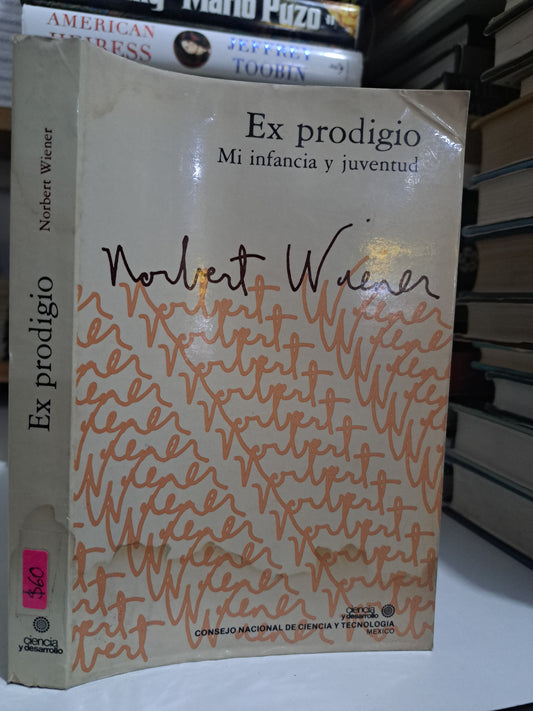 Mario Puzo
AMERICAN
HEIRESS
JEFFREY
TOOBIN
Ex prodigio
Mi infancia y juventud
Norbert Wiener
ciencia
y desarrollo
CONSEJO NACIONAL DE CIENCIA Y TECNOLOGIA
MEXICO
Norbert Wiener
Ex prodigio
$60
ciencia
y desarrollo